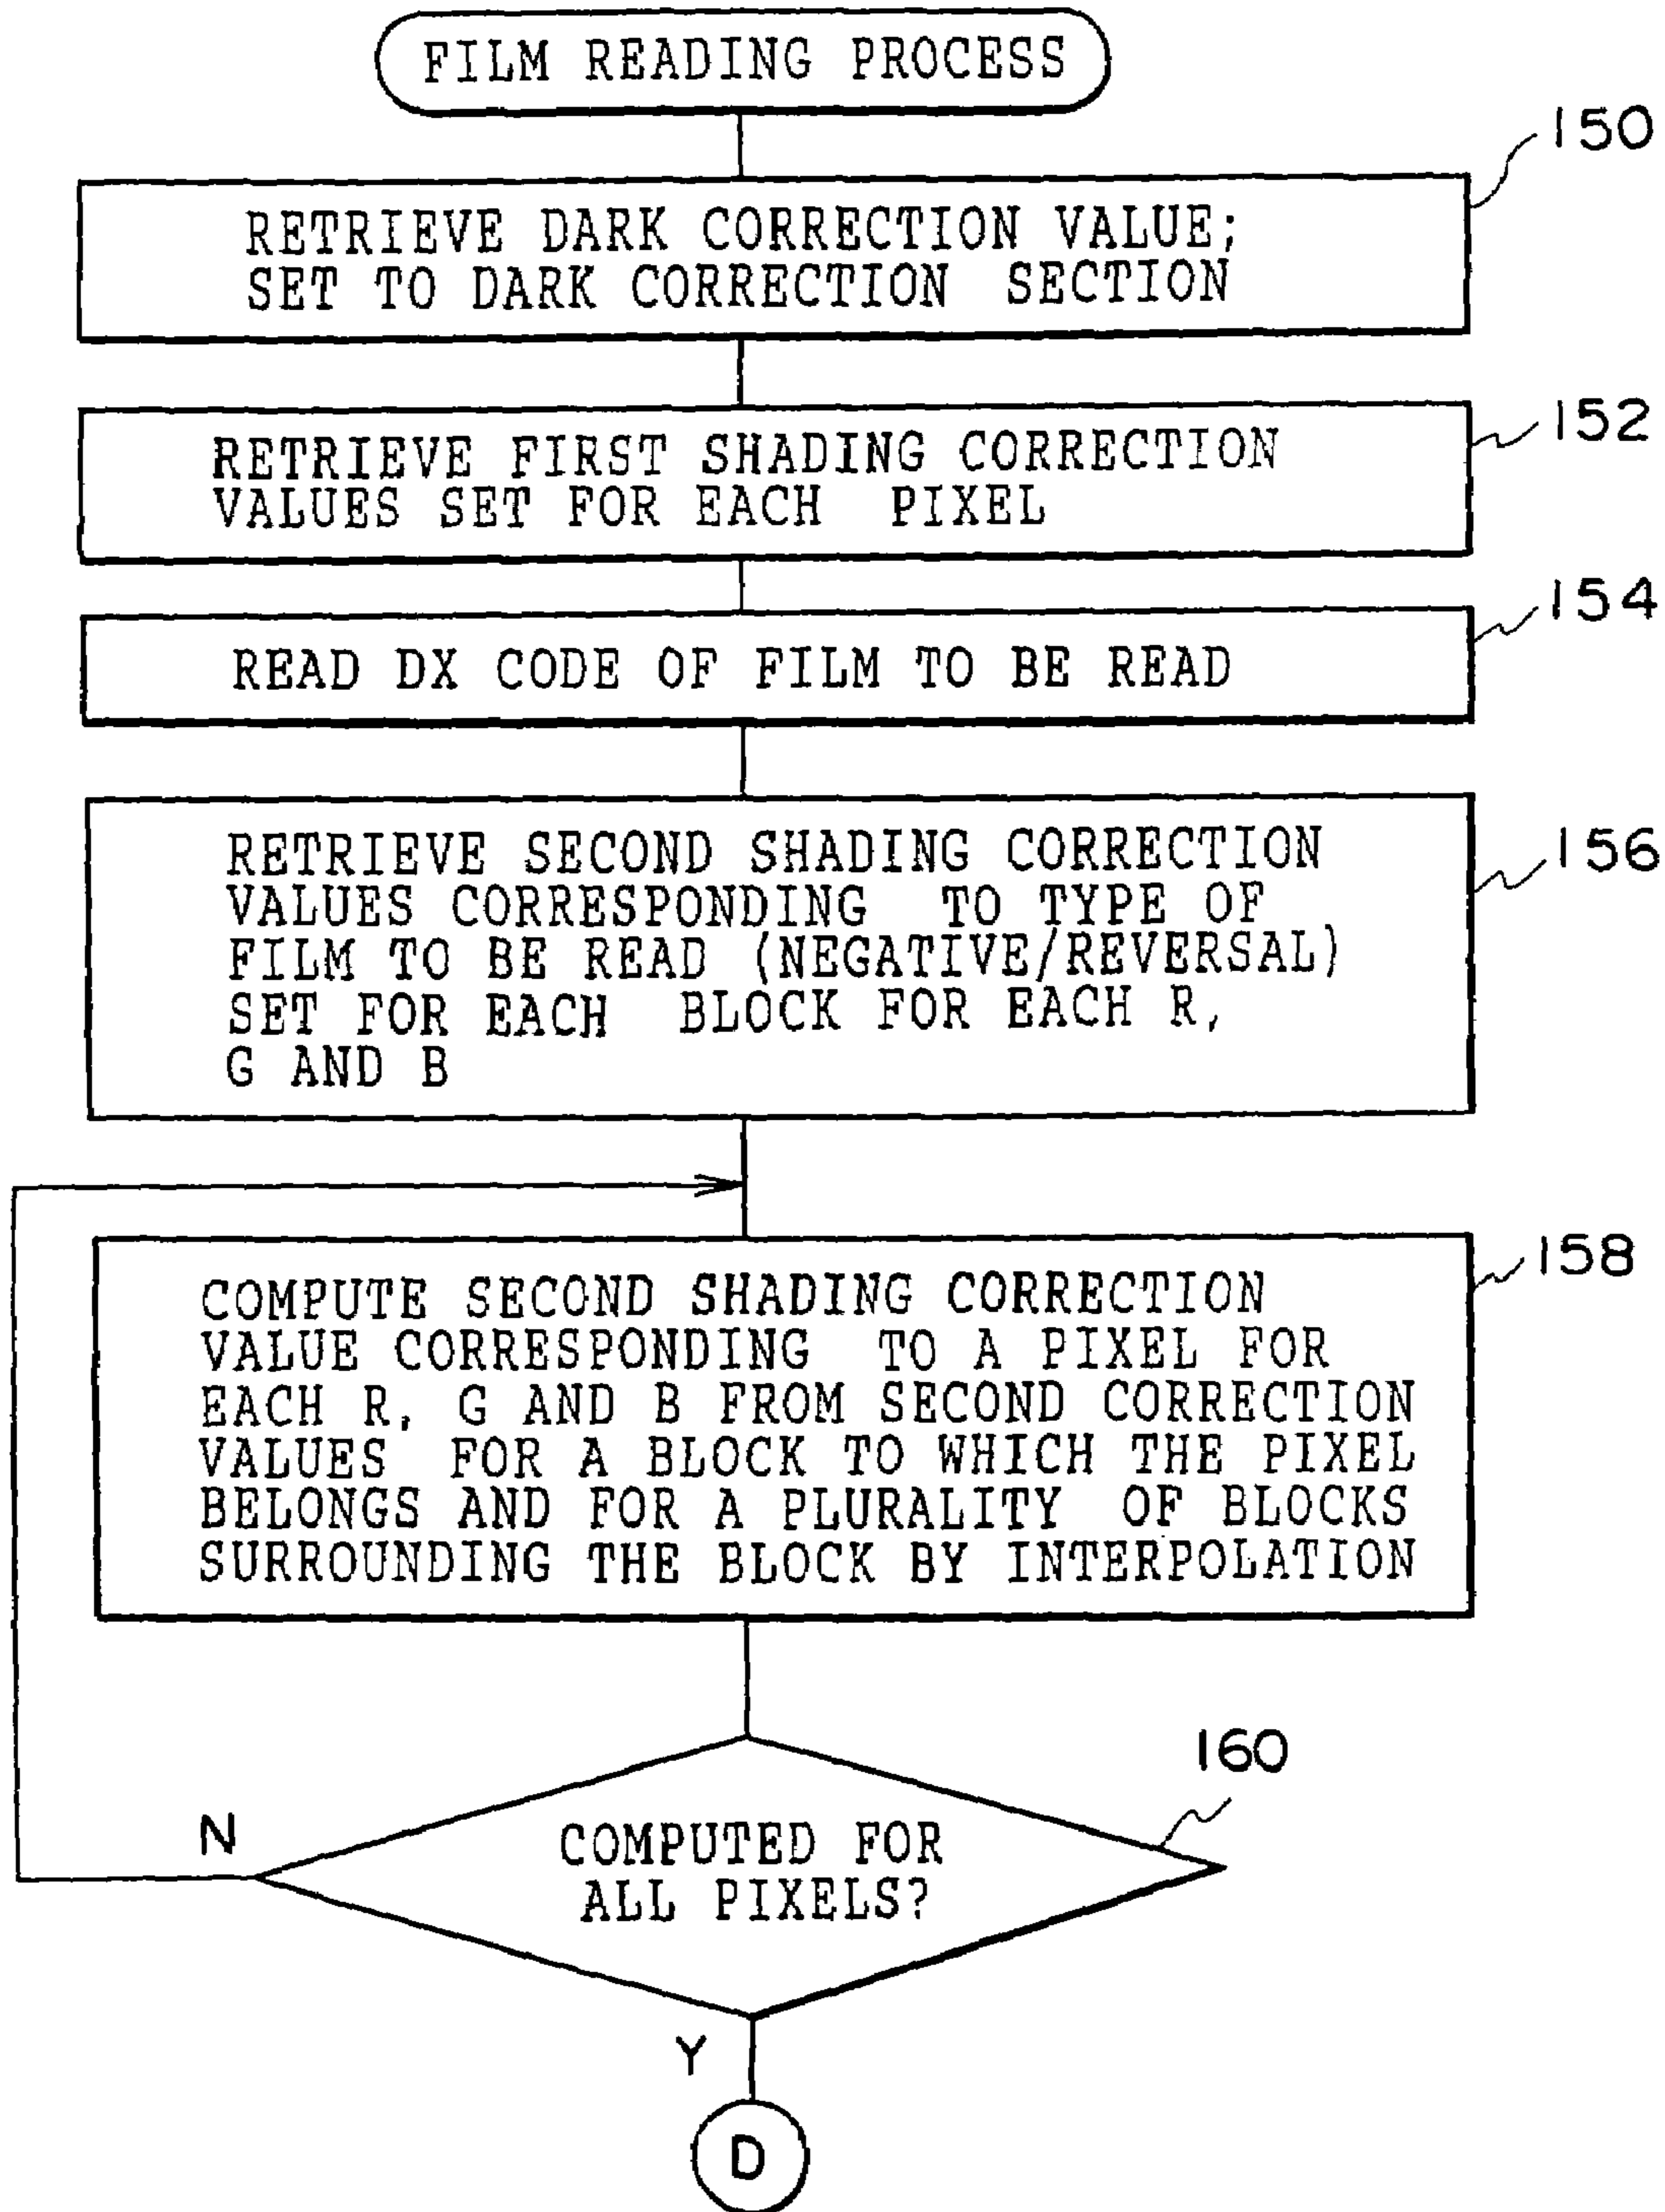 FILM READING PROCESS
150
RETRIEVE DARK CORRECTION VALUE;
SET TO DARK CORRECTION SECTION
152
RETRIEVE FIRST SHADING CORRECTION
VALUES SET FOR EACH PIXEL
154
READ DX CODE OF FILM TO BE READ
156
RETRIEVE SECOND SHADING CORRECTION
VALUES CORRESPONDING TO TYPE OF
FILM TO BE READ (NEGATIVE/REVERSAL)
SET FOR EACH BLOCK FOR EACH R,
G AND B
158
COMPUTE SECOND SHADING CORRECTION
VALUE CORRESPONDING TO A PIXEL FOR
EACH R, G AND B FROM SECOND CORRECTION
VALUES FOR A BLOCK TO WHICH THE PIXEL
BELONGS AND FOR A PLURALITY OF BLOCKS
SURROUNDING THE BLOCK BY INTERPOLATION
160
N
COMPUTED FOR
ALL PIXELS?
Y
D